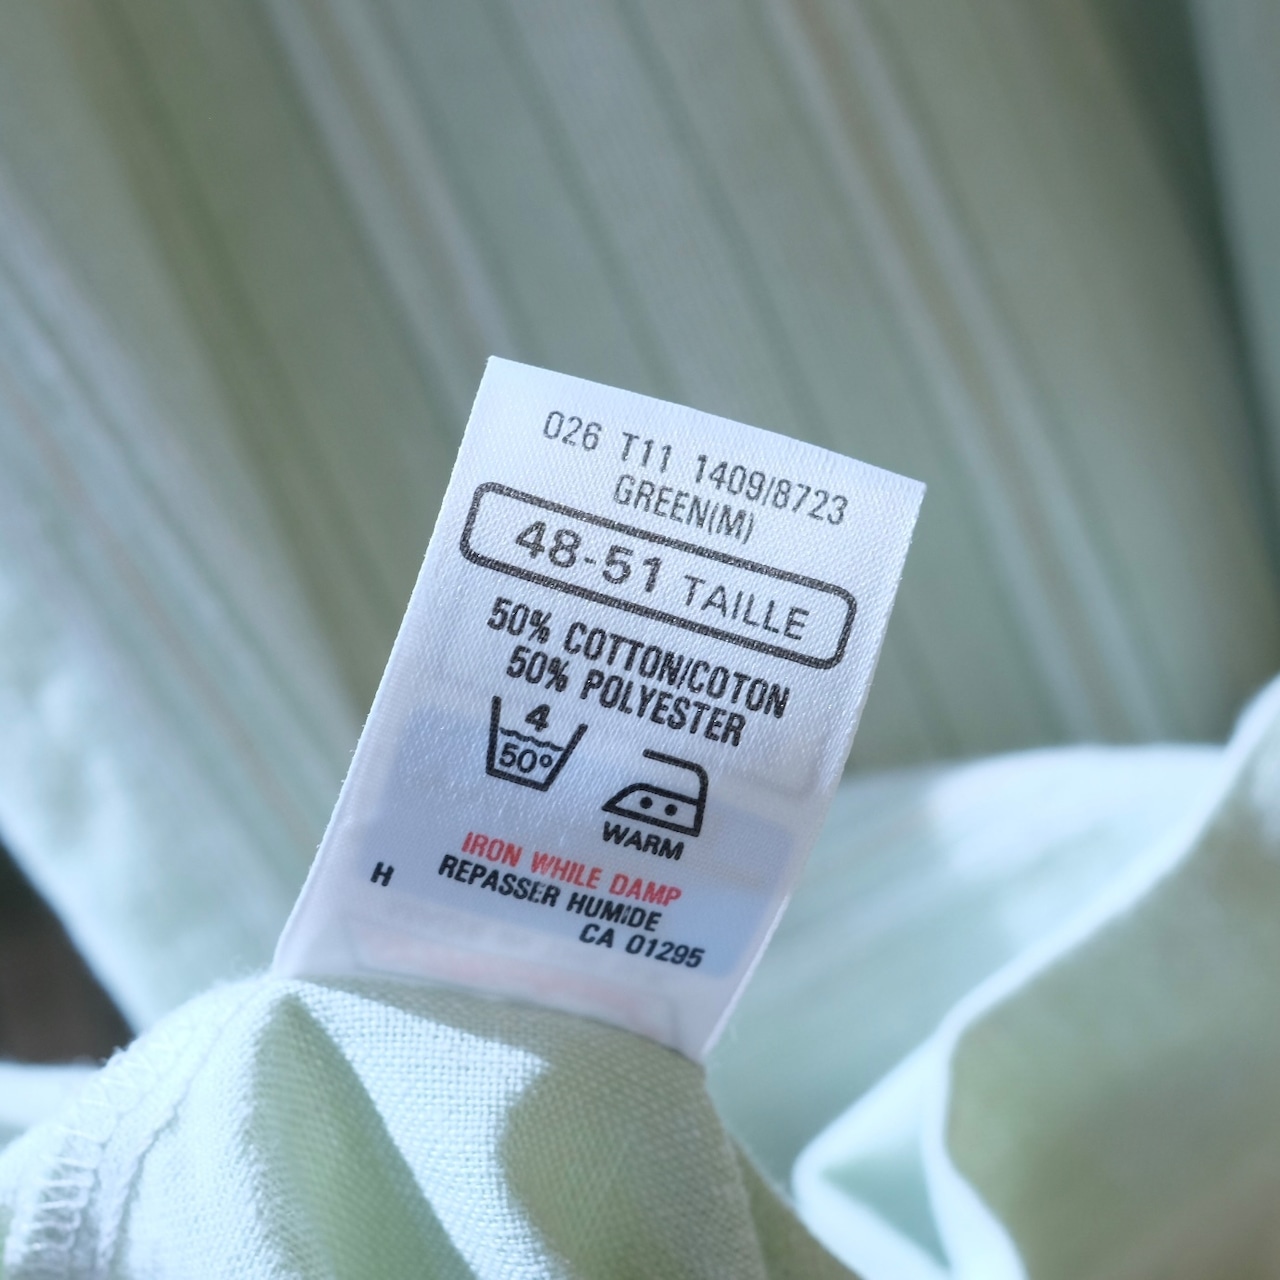 026 T11 1409/8723
GREEN(M)
48-51 TAILLE
50% COTTON/COTON
50% POLYESTER
4
50°
WARM
IRON WHILE DAMP
H REPASSER HUMIDE
CA 01295